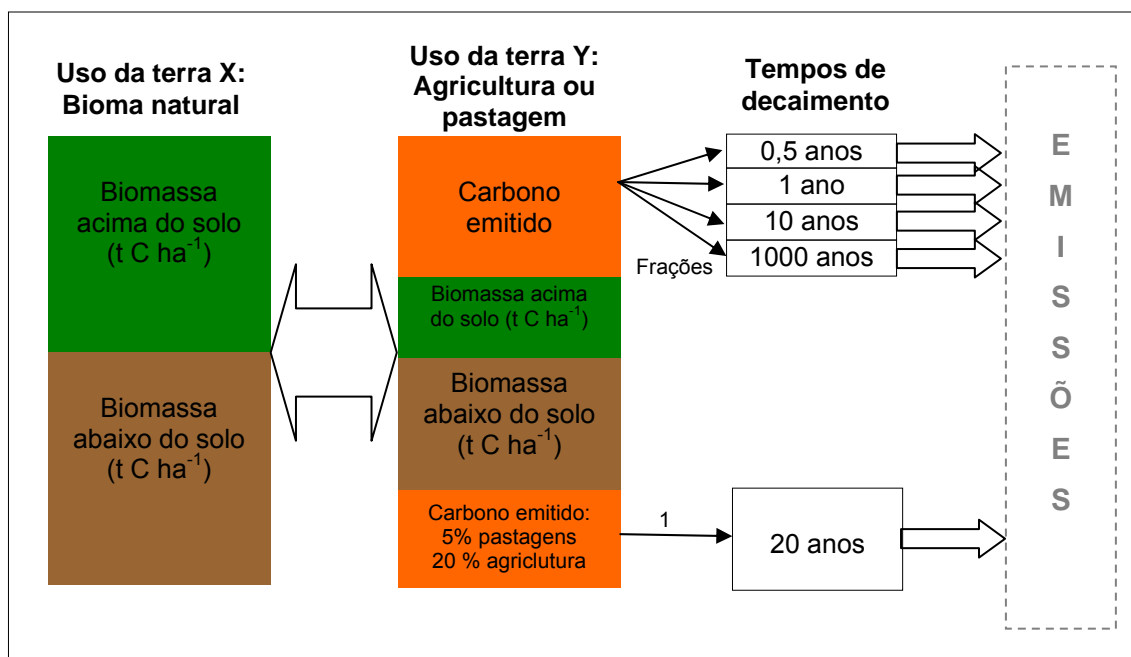 Uso da terra X:
Bioma natural
Biomassa
acima do solo
(t C ha⁻¹)
Biomassa
abaixo do solo
(t C ha⁻¹)
Uso da terra Y:
Agricultura ou
pastagem
Carbono
emitido
Biomassa acima
do solo (t C ha⁻¹)
Biomassa
abaixo do solo
(t C ha⁻¹)
Carbono emitido:
5% pastagens
20 % agriclutura
Frações
1
Tempos de
decaimento
0,5 anos
1 ano
10 anos
1000 anos
20 anos
E
M
I
S
S
Õ
E
S